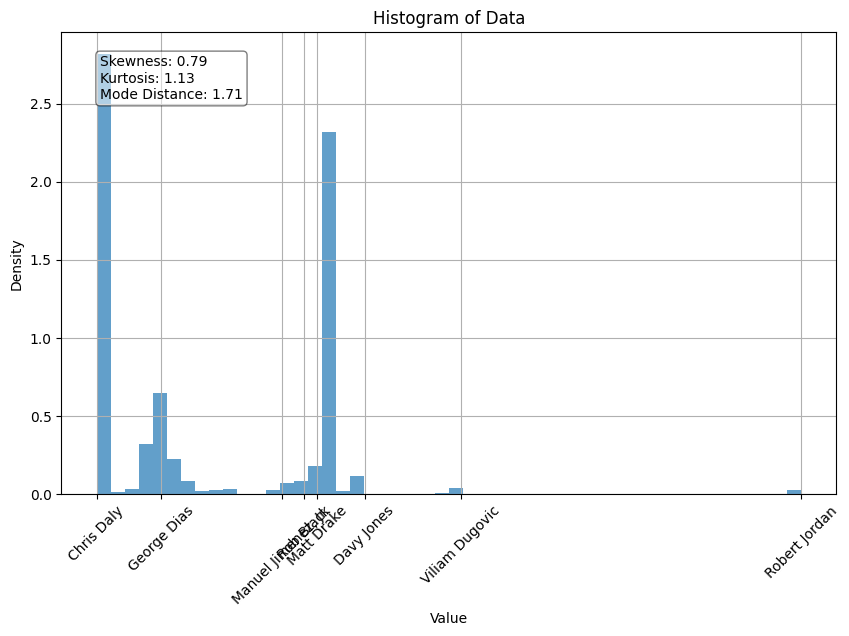 Histogram of Data
Skewness: 0.79
Kurtosis: 1.13
Mode Distance: 1.71
2.5
2.0
1.5
1.0
0.5
0.0
Density
Chris Daly
George Dias
Manuel
Matt Drake
Davy Jones
Viliam Dugovic
Robert Jordan
Value